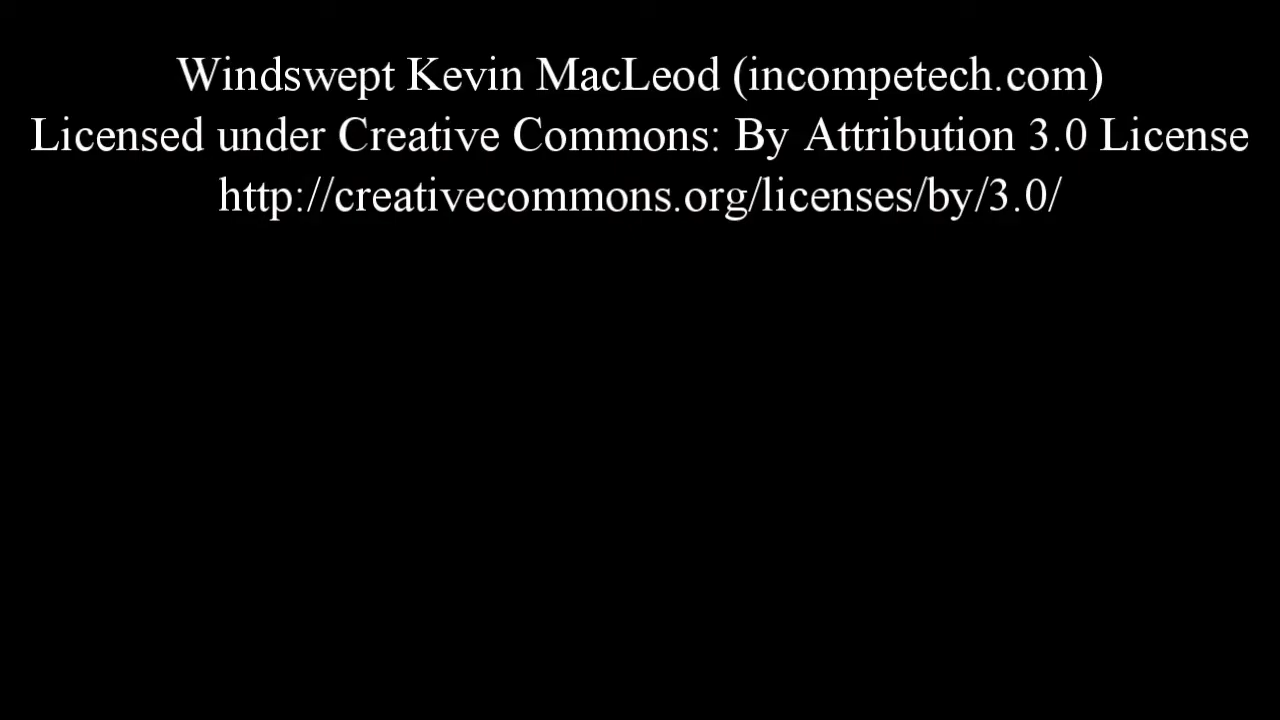 Windswept Kevin MacLeod (incompetech.com)
Licensed under Creative Commons: By Attribution 3.0 License
http://creativecommons.org/licenses/by/3.0/